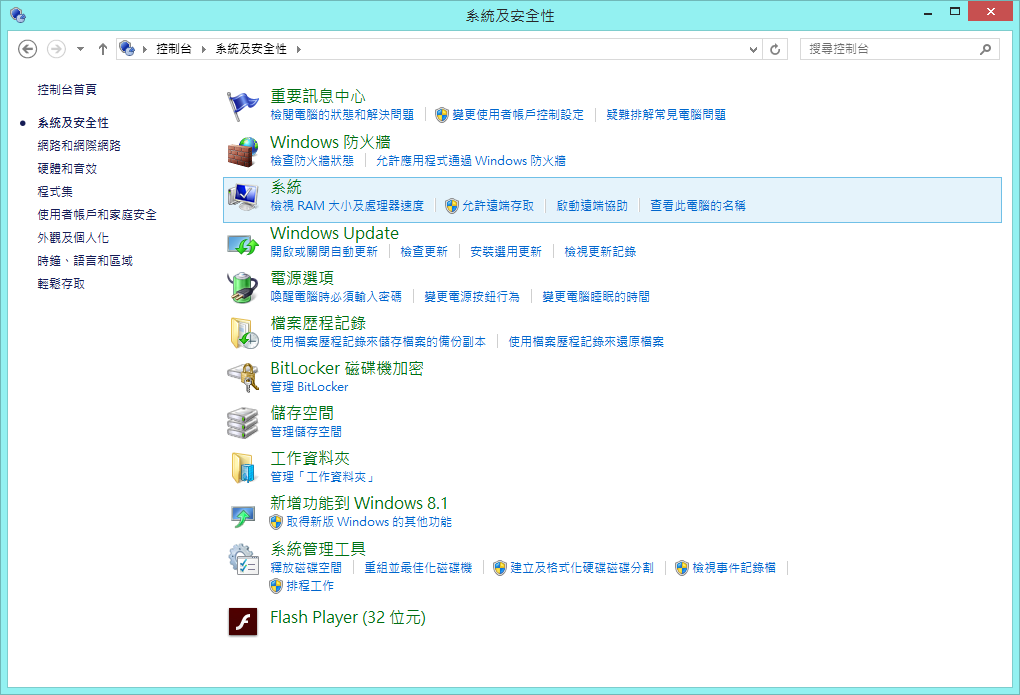 系統及安全性
控制台 系統及安全性
搜尋控制台
控制台首頁
系統及安全性
網路和網際網路
硬體和音效
程式集
使用者帳戶和家庭安全
外觀及個人化
時鐘、語言和區域
輕鬆存取
重要訊息中心
檢閱電腦的狀態和解決問題 變更使用者帳戶控制設定 疑難排解常見電腦問題
Windows 防火牆
檢查防火牆狀態 允許應用程式通過 Windows 防火牆
系統
檢視 RAM 大小及處理器速度 允許遠端存取 啟動遠端協助 查看此電腦的名稱
Windows Update
開啟或關閉自動更新 檢查更新 安裝選用更新 檢視更新記錄
電源選項
喚醒電腦時必須輸入密碼 變更電源按鈕行為 變更電腦睡眠的時間
檔案歷程記錄
使用檔案歷程記錄來儲存檔案的備份副本 使用檔案歷程記錄來還原檔案
BitLocker 磁碟機加密
管理 BitLocker
儲存空間
管理儲存空間
工作資料夾
管理「工作資料夾」
新增功能到 Windows 8.1
取得新版 Windows 的其他功能
系統管理工具
釋放磁碟空間 重組並最佳化磁碟機 建立及格式化硬碟磁碟分割 檢視事件記錄檔
排程工作
Flash Player (32 位元)